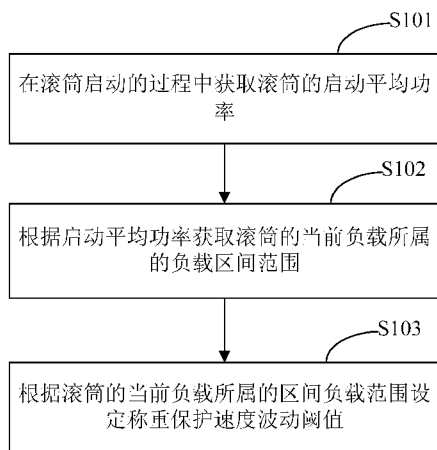 S101
在滚筒启动的过程中获取滚筒的启动平均功
率
S102
根据启动平均功率获取滚筒的当前负载所属
的负载区间范围
S103
根据滚筒的当前负载所属的区间负载范围设
定称重保护速度波动阈值